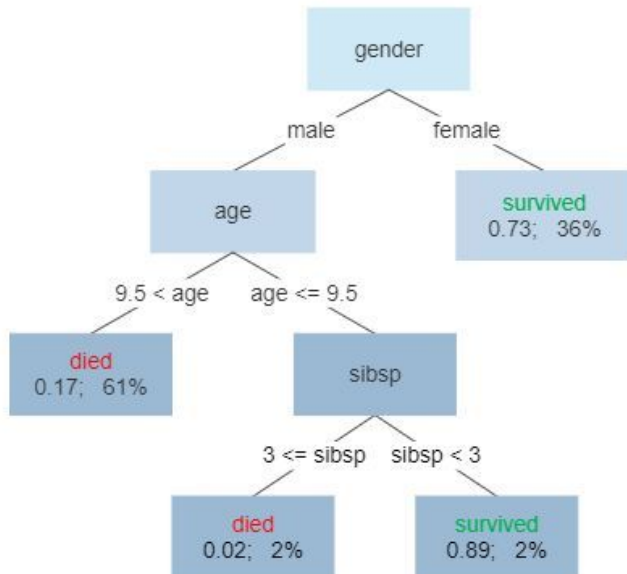 gender
male
female
age
survived
0.73; 36%
9.5 < age
age <= 9.5
died
0.17; 61%
sibsp
3 <= sibsp
sibsp < 3
died
0.02; 2%
survived
0.89; 2%